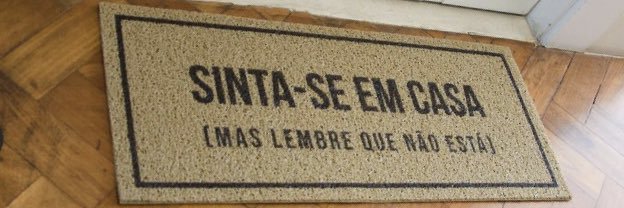 SINTA-SE EM CASA
(MAS LEMBRE QUE NÃO ESTÁ)